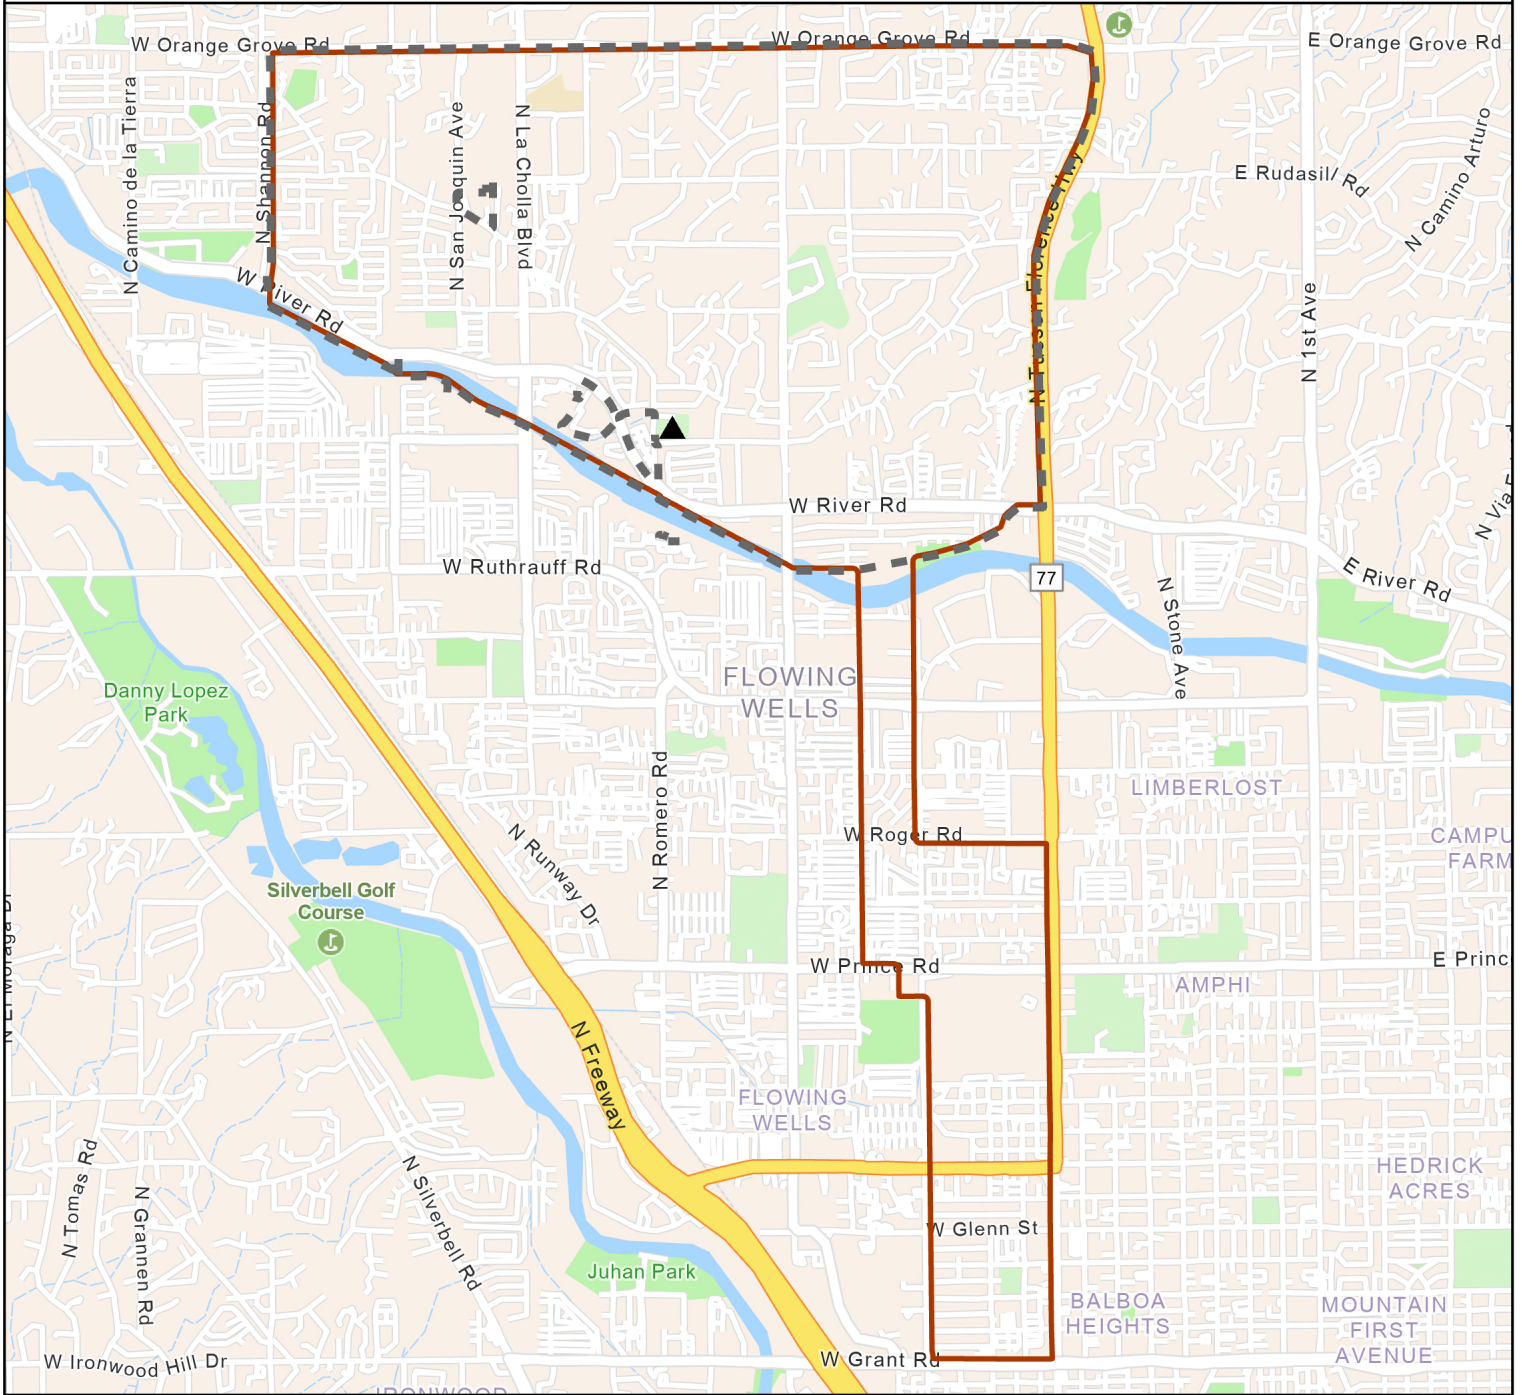 W Orange Grove Rd
W Orange Grove Rd
E Orange Grove Rd
N Camino de la Tierra
N Shannon Rd
N San Joaquin Ave
N La Cholla Blvd
E Rudasill Rd
N Camino Arturo
W River Rd
N 1st Ave
W River Rd
W Ruthrauff Rd
77
E River Rd
N Stone Ave
FLOWING
WELLS
Danny Lopez
Park
N Romero Rd
LIMBERLOST
W Roger Rd
N Runway Dr
Silverbell Golf
Course
W Prince Rd
AMPHI
N Freeway
FLOWING
WELLS
N Tomas Rd
N Grannen Rd
N Silverbell Rd
HEDRICK
ACRES
W Glenn St
Juhan Park
BALBOA
HEIGHTS
MOUNTAIN
FIRST
AVENUE
W Ironwood Hill Dr
W Grant Rd